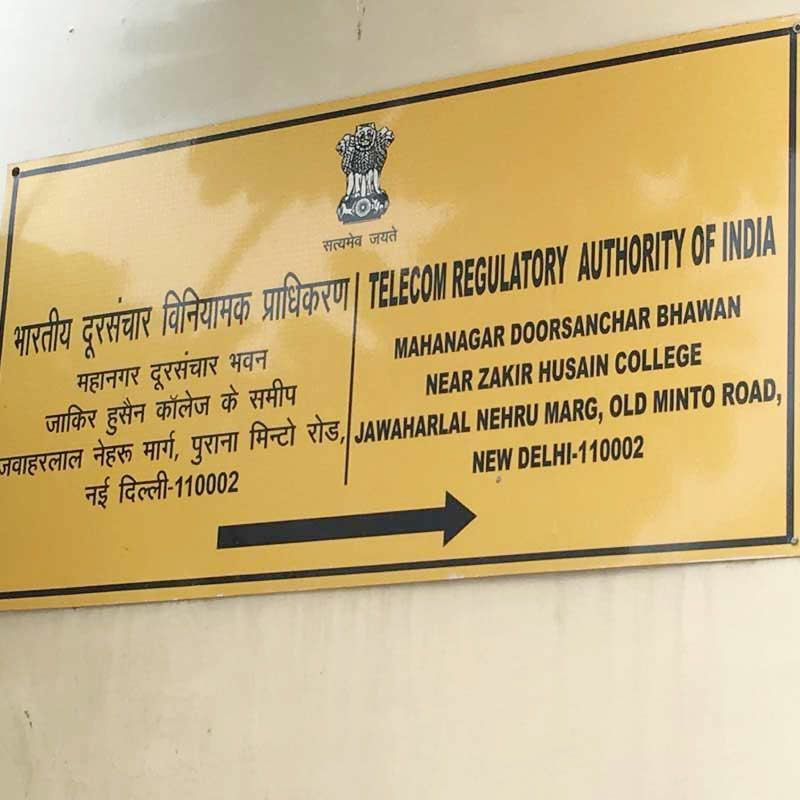 सत्यमेव जयते
भारतीय दूरसंचार विनियामक प्राधिकरण
महानगर दूरसंचार भवन
जाकिर हुसैन कॉलेज के समीप
जवाहरलाल नेहरू मार्ग, पुराना मिन्टो रोड,
नई दिल्ली-110002
TELECOM REGULATORY AUTHORITY OF INDIA
MAHANAGAR DOORSANCHAR BHAWAN
NEAR ZAKIR HUSAIN COLLEGE
JAWAHARLAL NEHRU MARG, OLD MINTO ROAD,
NEW DELHI-110002